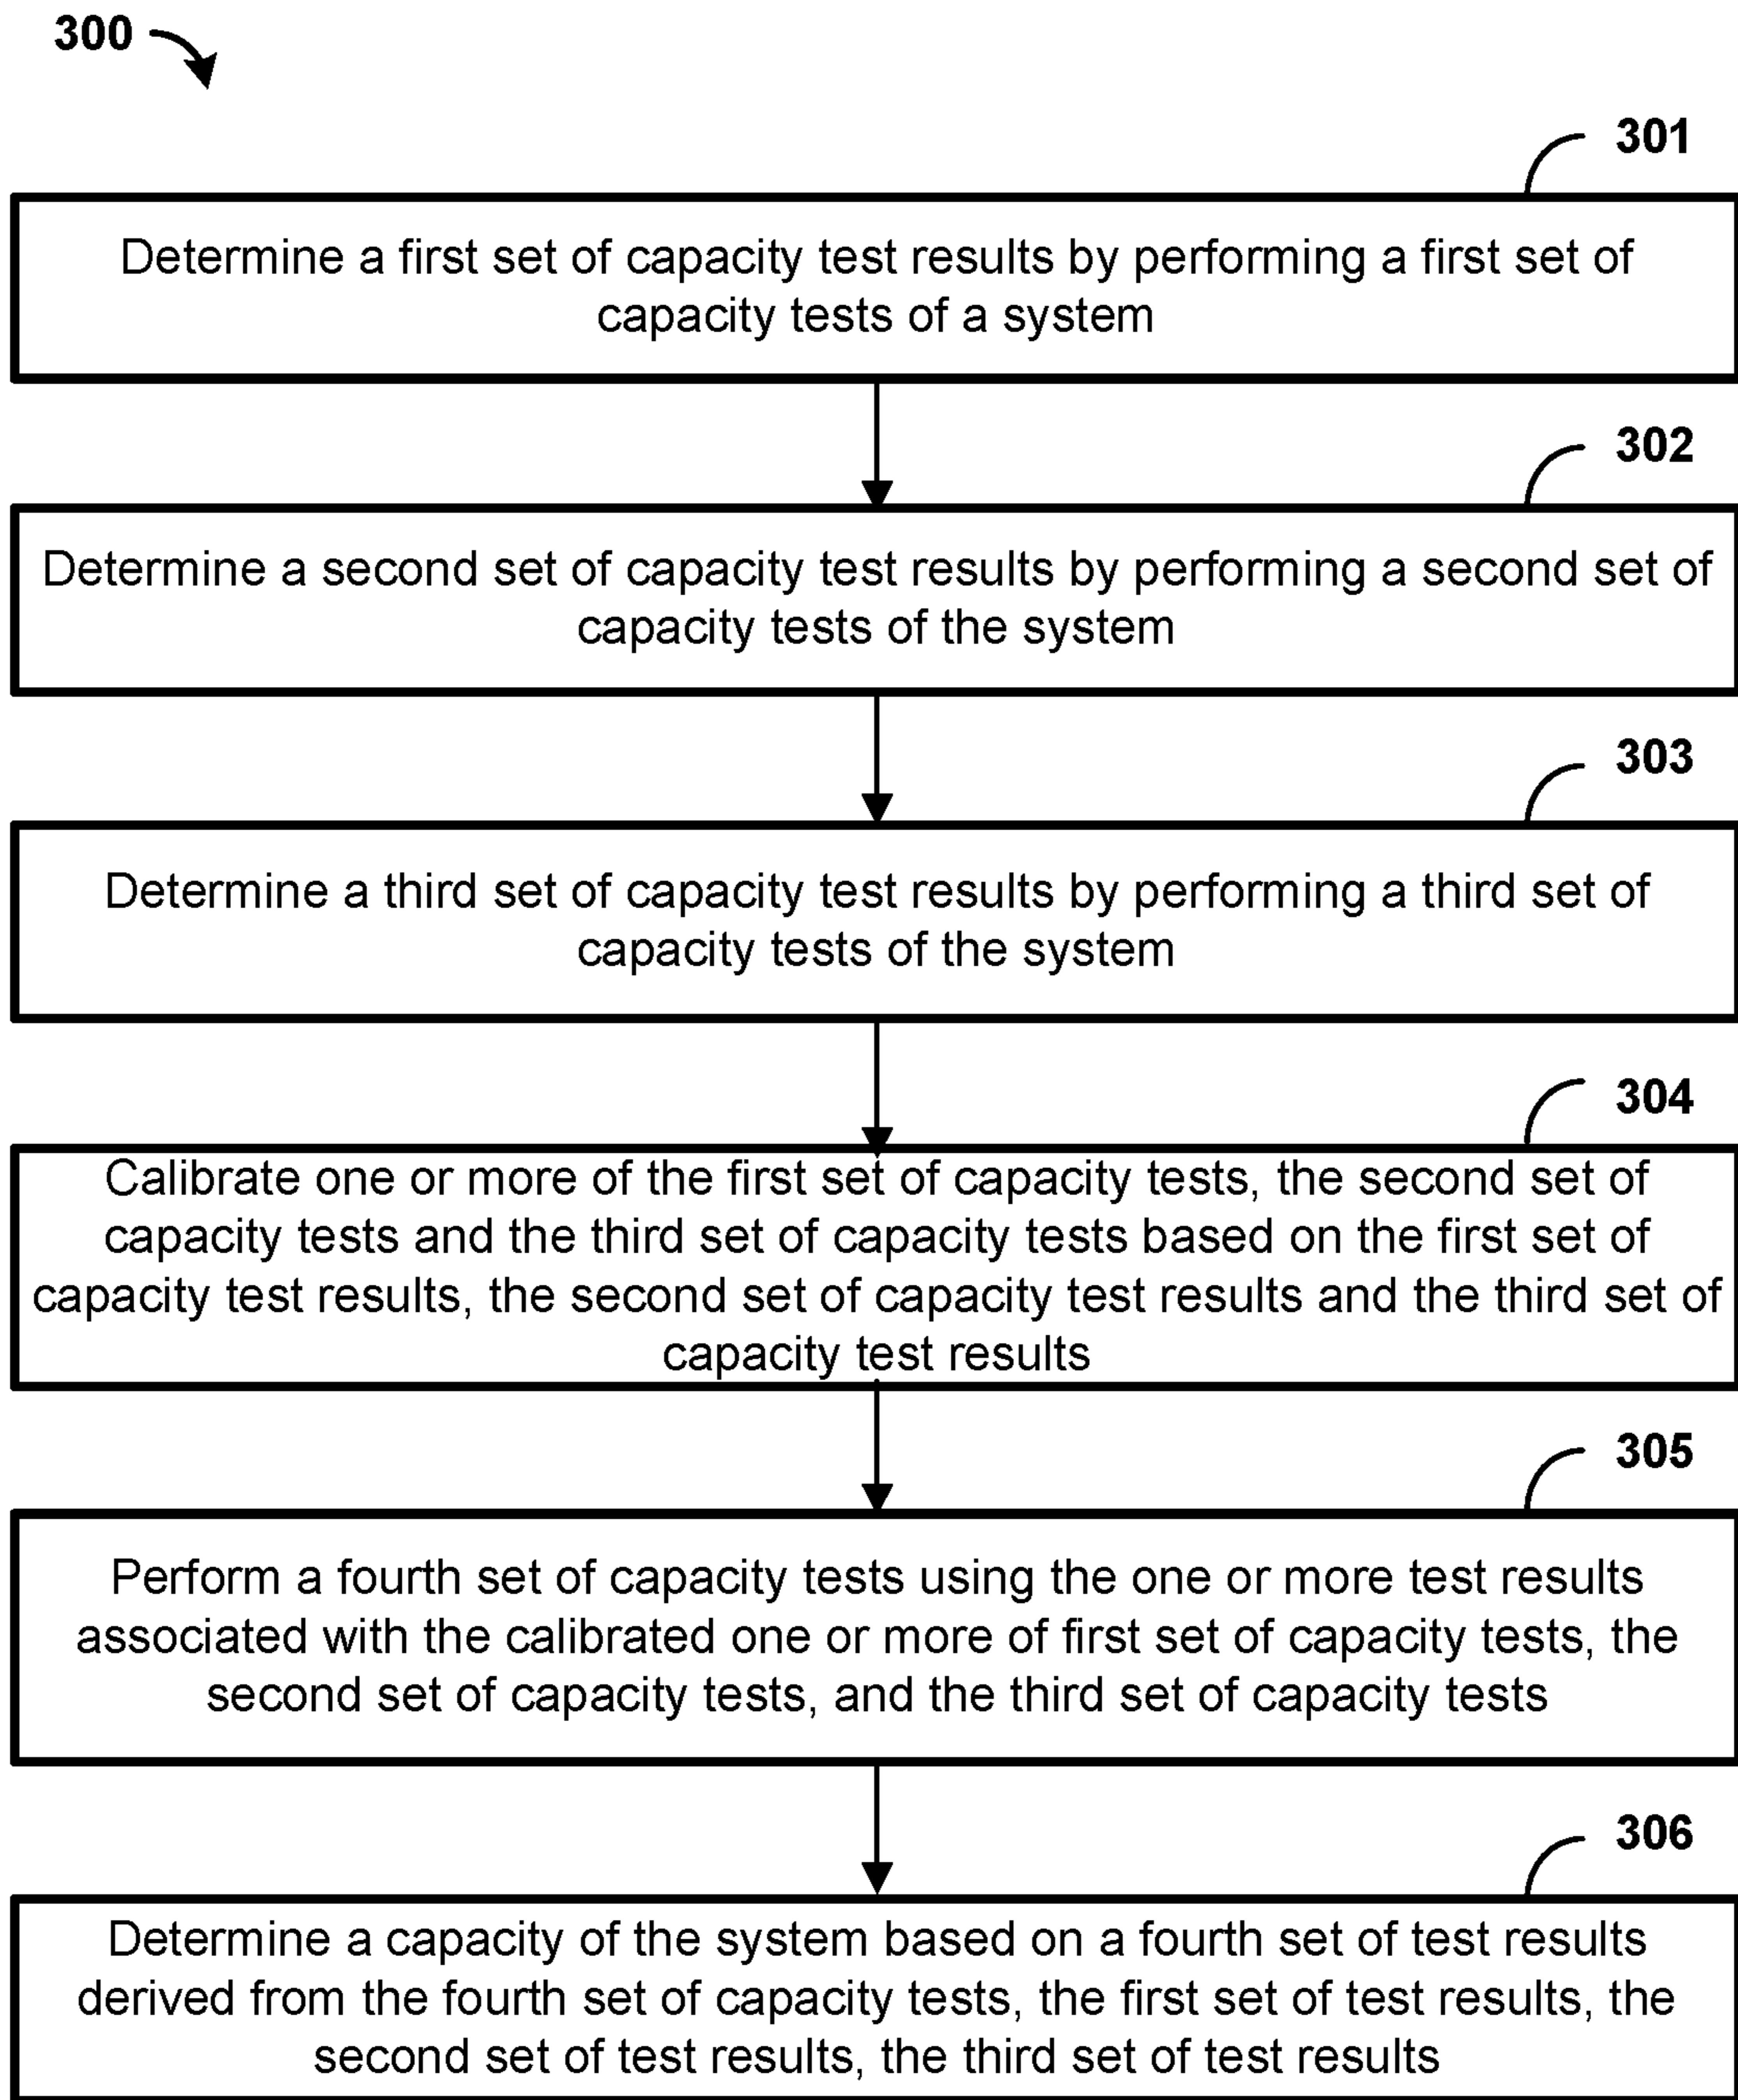 300
301
Determine a first set of capacity test results by performing a first set of
capacity tests of a system
302
Determine a second set of capacity test results by performing a second set of
capacity tests of the system
303
Determine a third set of capacity test results by performing a third set of
capacity tests of the system
304
Calibrate one or more of the first set of capacity tests, the second set of
capacity tests and the third set of capacity tests based on the first set of
capacity test results, the second set of capacity test results and the third set of
capacity test results
305
Perform a fourth set of capacity tests using the one or more test results
associated with the calibrated one or more of first set of capacity tests, the
second set of capacity tests, and the third set of capacity tests
306
Determine a capacity of the system based on a fourth set of test results
derived from the fourth set of capacity tests, the first set of test results, the
second set of test results, the third set of test results